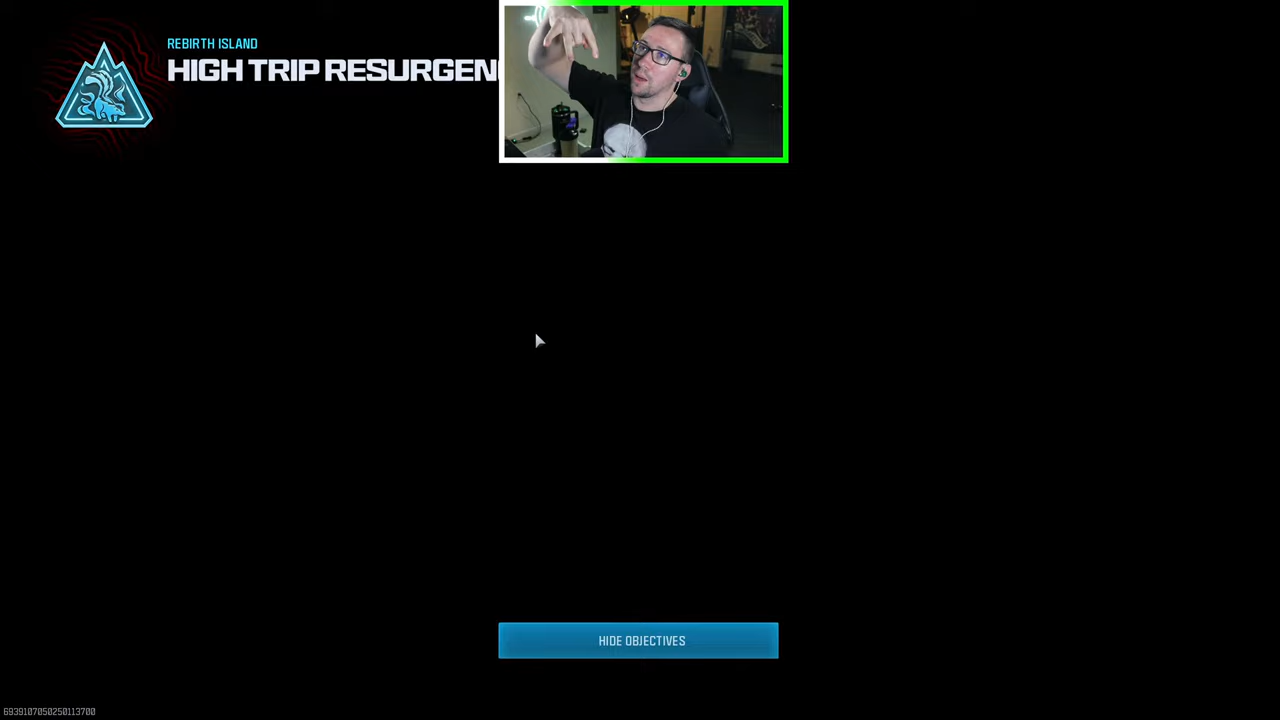 REBIRTH ISLAND
HIGH TRIP RESURGEN
HIDE OBJECTIVES
6939107050250113700